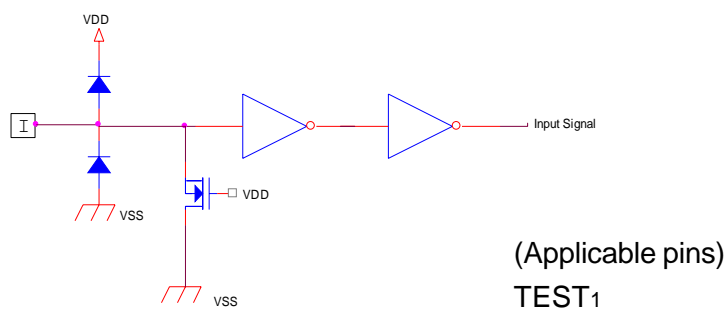 VDD
I
Input Signal
VDD
VSS
(Applicable pins)
TEST1
VSS